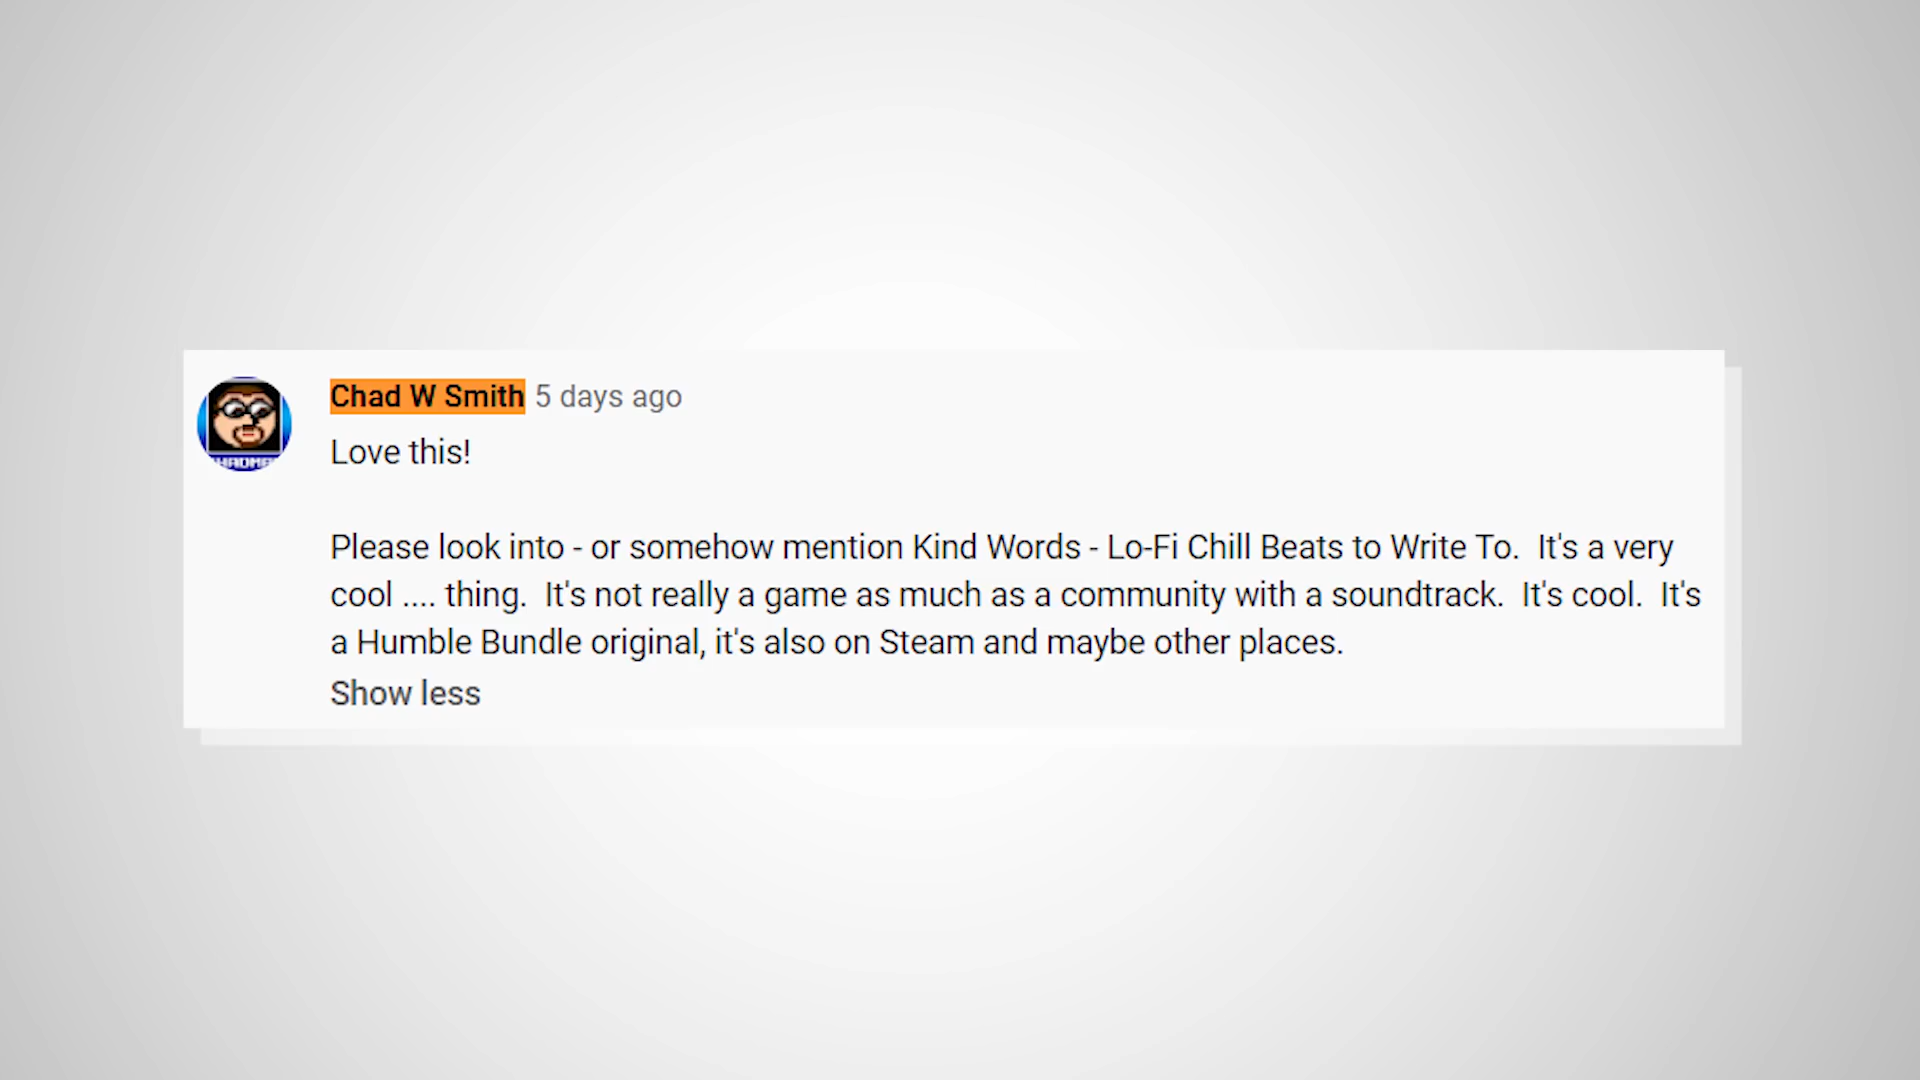 Chad W Smith 5 days ago
Love this!
Please look into - or somehow mention Kind Words - Lo-Fi Chill Beats to Write To.  It's a very
cool .... thing.  It's not really a game as much as a community with a soundtrack.  It's cool.  It's
a Humble Bundle original, it's also on Steam and maybe other places.
Show less